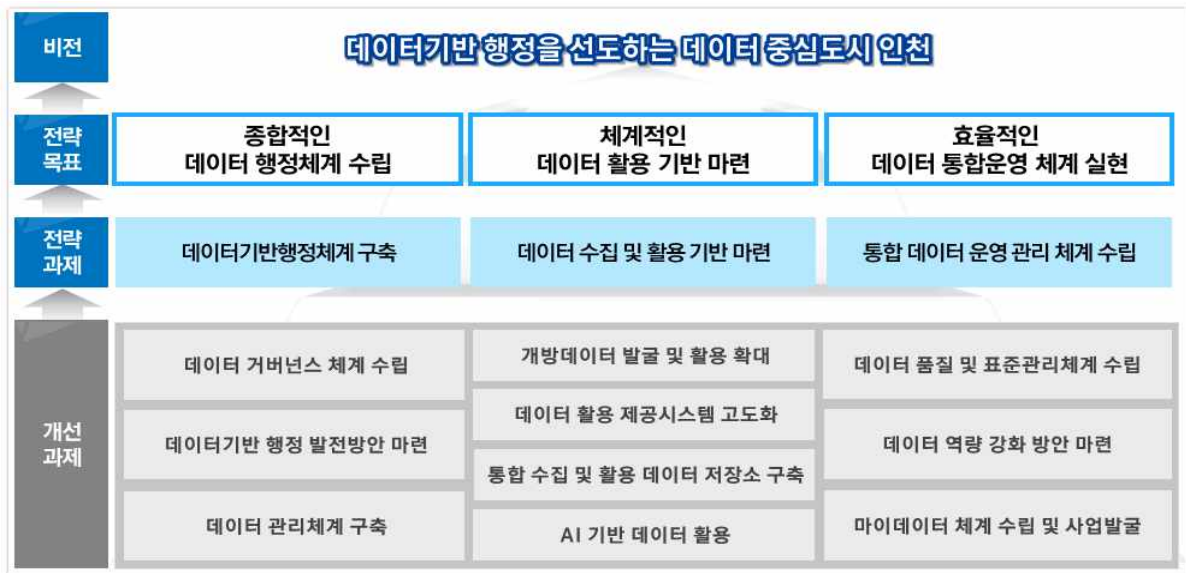 비전
데이터기반 행정을 선도하는 데이터 중심도시 인천
전략
목표
종합적인
데이터 행정체계 수립
체계적인
데이터 활용 기반 마련
효율적인
데이터 통합운영 체계 실현
전략
과제
데이터기반행정체계 구축
데이터 수집 및 활용 기반 마련
통합 데이터 운영 관리 체계 수립
개선
과제
데이터 거버넌스 체계 수립
데이터기반 행정 발전방안 마련
데이터 관리체계 구축
개방데이터 발굴 및 활용 확대
데이터 활용 제공시스템 고도화
통합 수집 및 활용 데이터 저장소 구축
AI 기반 데이터 활용
데이터 품질 및 표준관리체계 수립
데이터 역량 강화 방안 마련
마이데이터 체계 수립 및 사업발굴